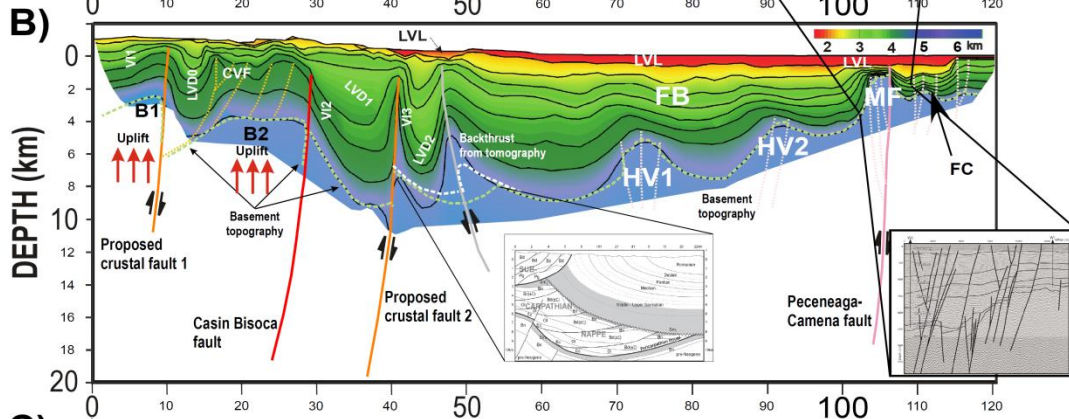 0 10 20 30 40 50 60 70 80 90 100 110 120
B)
LVL
2 3 4 5 6 km
0
2
4
6
8
10
12
14
16
18
20
DEPTH (km)
VI1
LVD0
CVF
VI2
LVD1
VI3
LVD2
LVL
LVL
FB
MF
B1
Uplift
B2
Uplift
Backthrust
from tomography
HV1
HV2
FC
Basement
topography
Basement
topography
Proposed
crustal fault 1
Casin Bisoca
fault
Proposed
crustal fault 2
Peceneaga-
Camena fault
CARPATHIAN
NAPPE
0 10 20 30 40 50 60 70 80 90 100 110 120